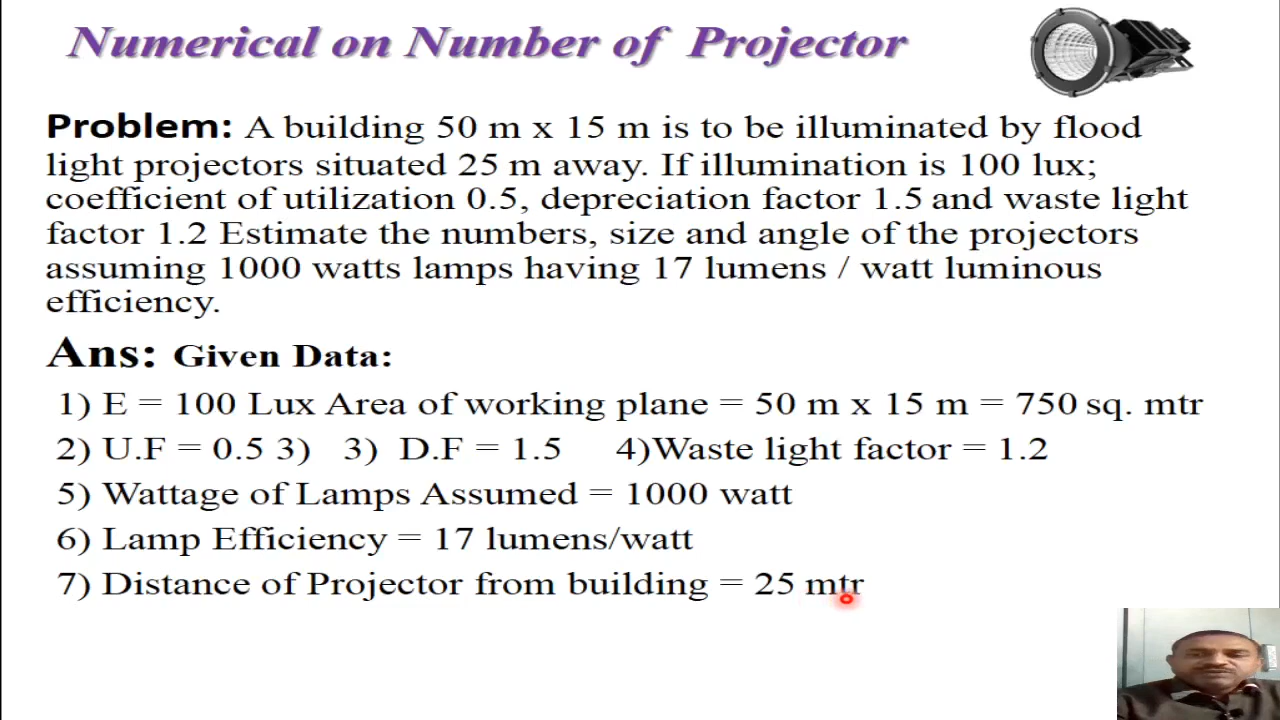 Numerical on Number of Projector
Problem: A building 50 m x 15 m is to be illuminated by flood
light projectors situated 25 m away. If illumination is 100 lux;
coefficient of utilization 0.5, depreciation factor 1.5 and waste light
factor 1.2 Estimate the numbers, size and angle of the projectors
assuming 1000 watts lamps having 17 lumens / watt luminous
efficiency.
Ans: Given Data:
1) E = 100 Lux Area of working plane = 50 m x 15 m = 750 sq. mtr
2) U.F = 0.5 3) 3) D.F = 1.5 4)Waste light factor = 1.2
5) Wattage of Lamps Assumed = 1000 watt
6) Lamp Efficiency = 17 lumens/watt
7) Distance of Projector from building = 25 mtr